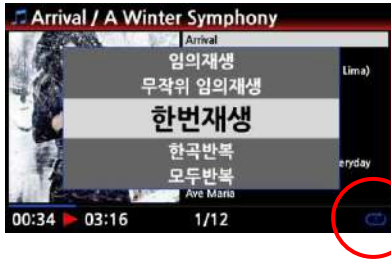 Arrival / A Winter Symphony
Arrival
임의재생
Lima)
무작위 임의재생
한번재생
한곡반복
eryday
모두반복
Ave Maria
00:34 03:16 1/12